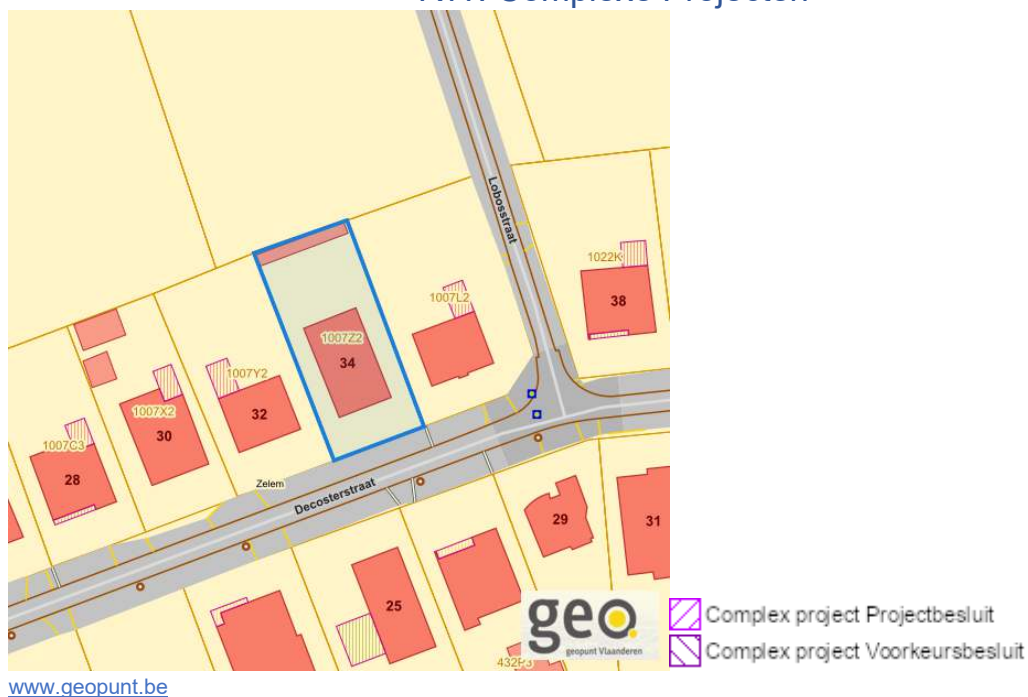 Lobosstraat
1022K
38
1007L2
1007Z2
34
1007Y2
32
1007X2
30
1007C3
28
Zelem
Decosterstraat
29
31
25
432P3
geo.
geopunt Vlaanderen
Complex project Projectbesluit
Complex project Voorkeursbesluit
www.geopunt.be